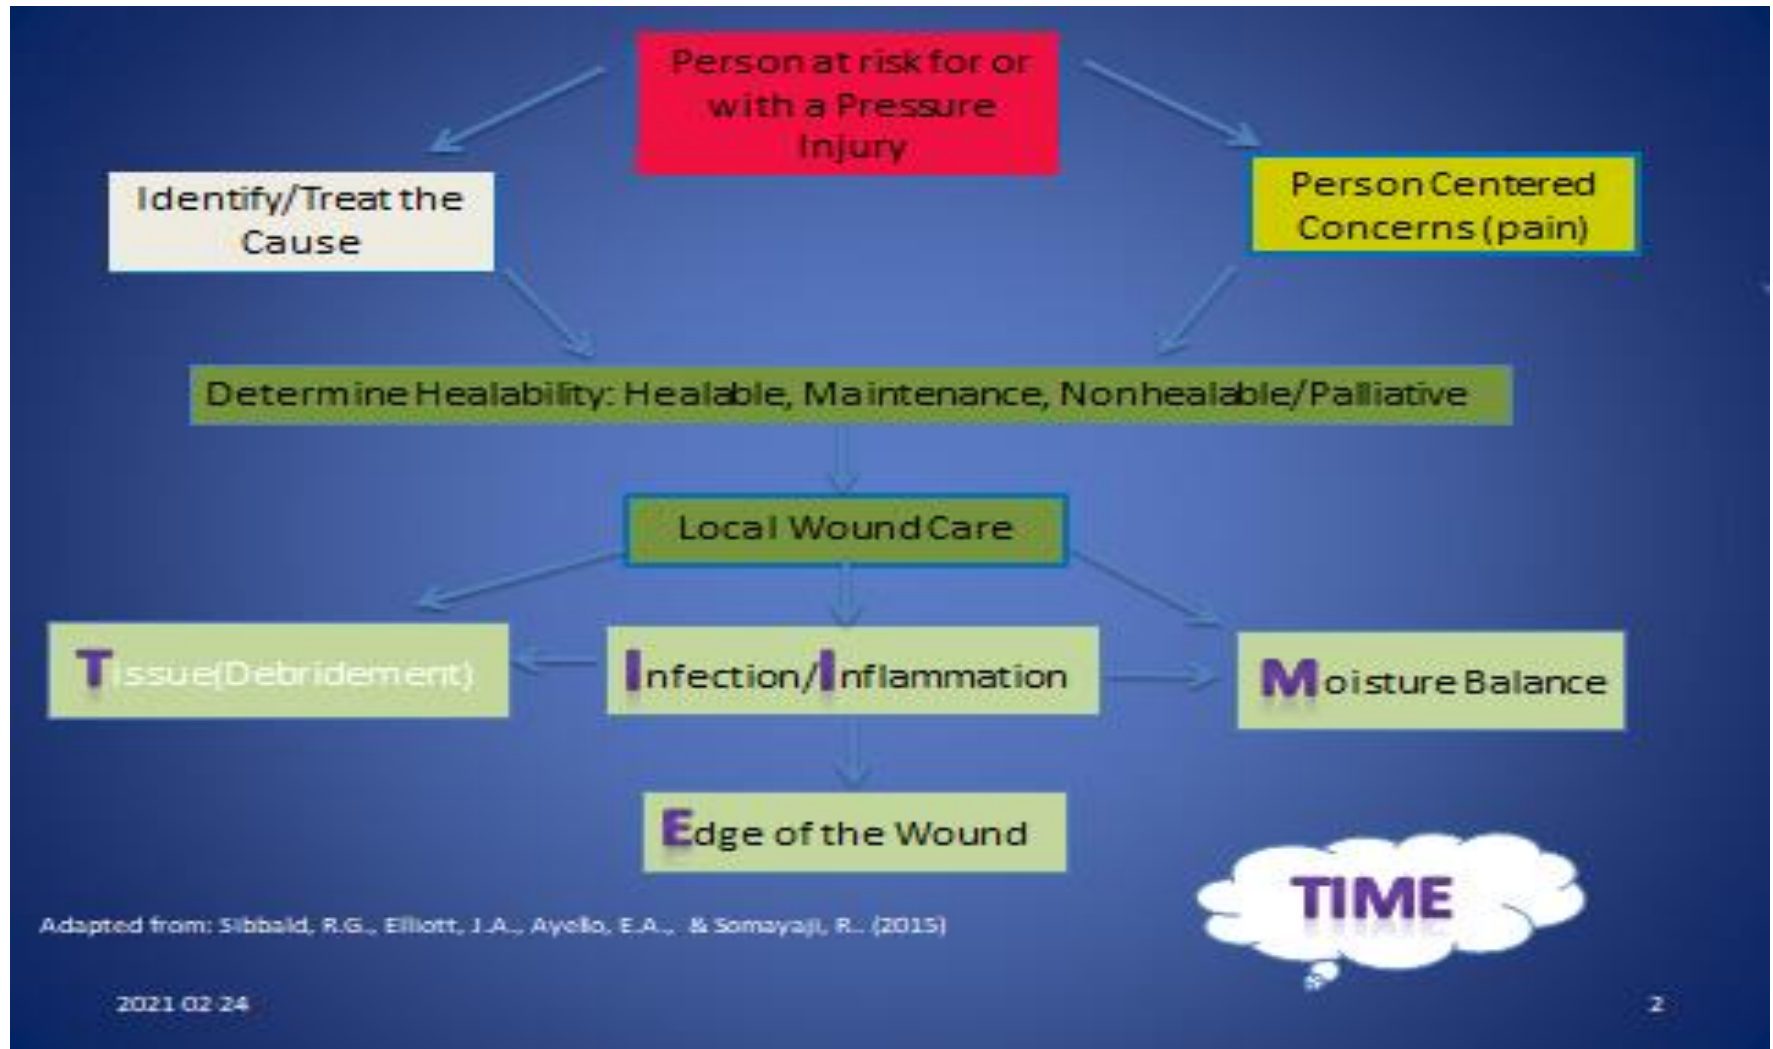 Person at risk for or
with a Pressure
Injury
Identify/Treat the
Cause
Person Centered
Concerns (pain)
Determine Healability: Healable, Maintenance, Nonhealable/Palliative
Local Wound Care
Tissue(Debridement)
Infection/Inflammation
Moisture Balance
Edge of the Wound
TIME
Adapted from: Sibbald, R.G., Elliott, J.A., Ayello, E.A., & Somayaji, R.. (2015)
2021-02-24
2